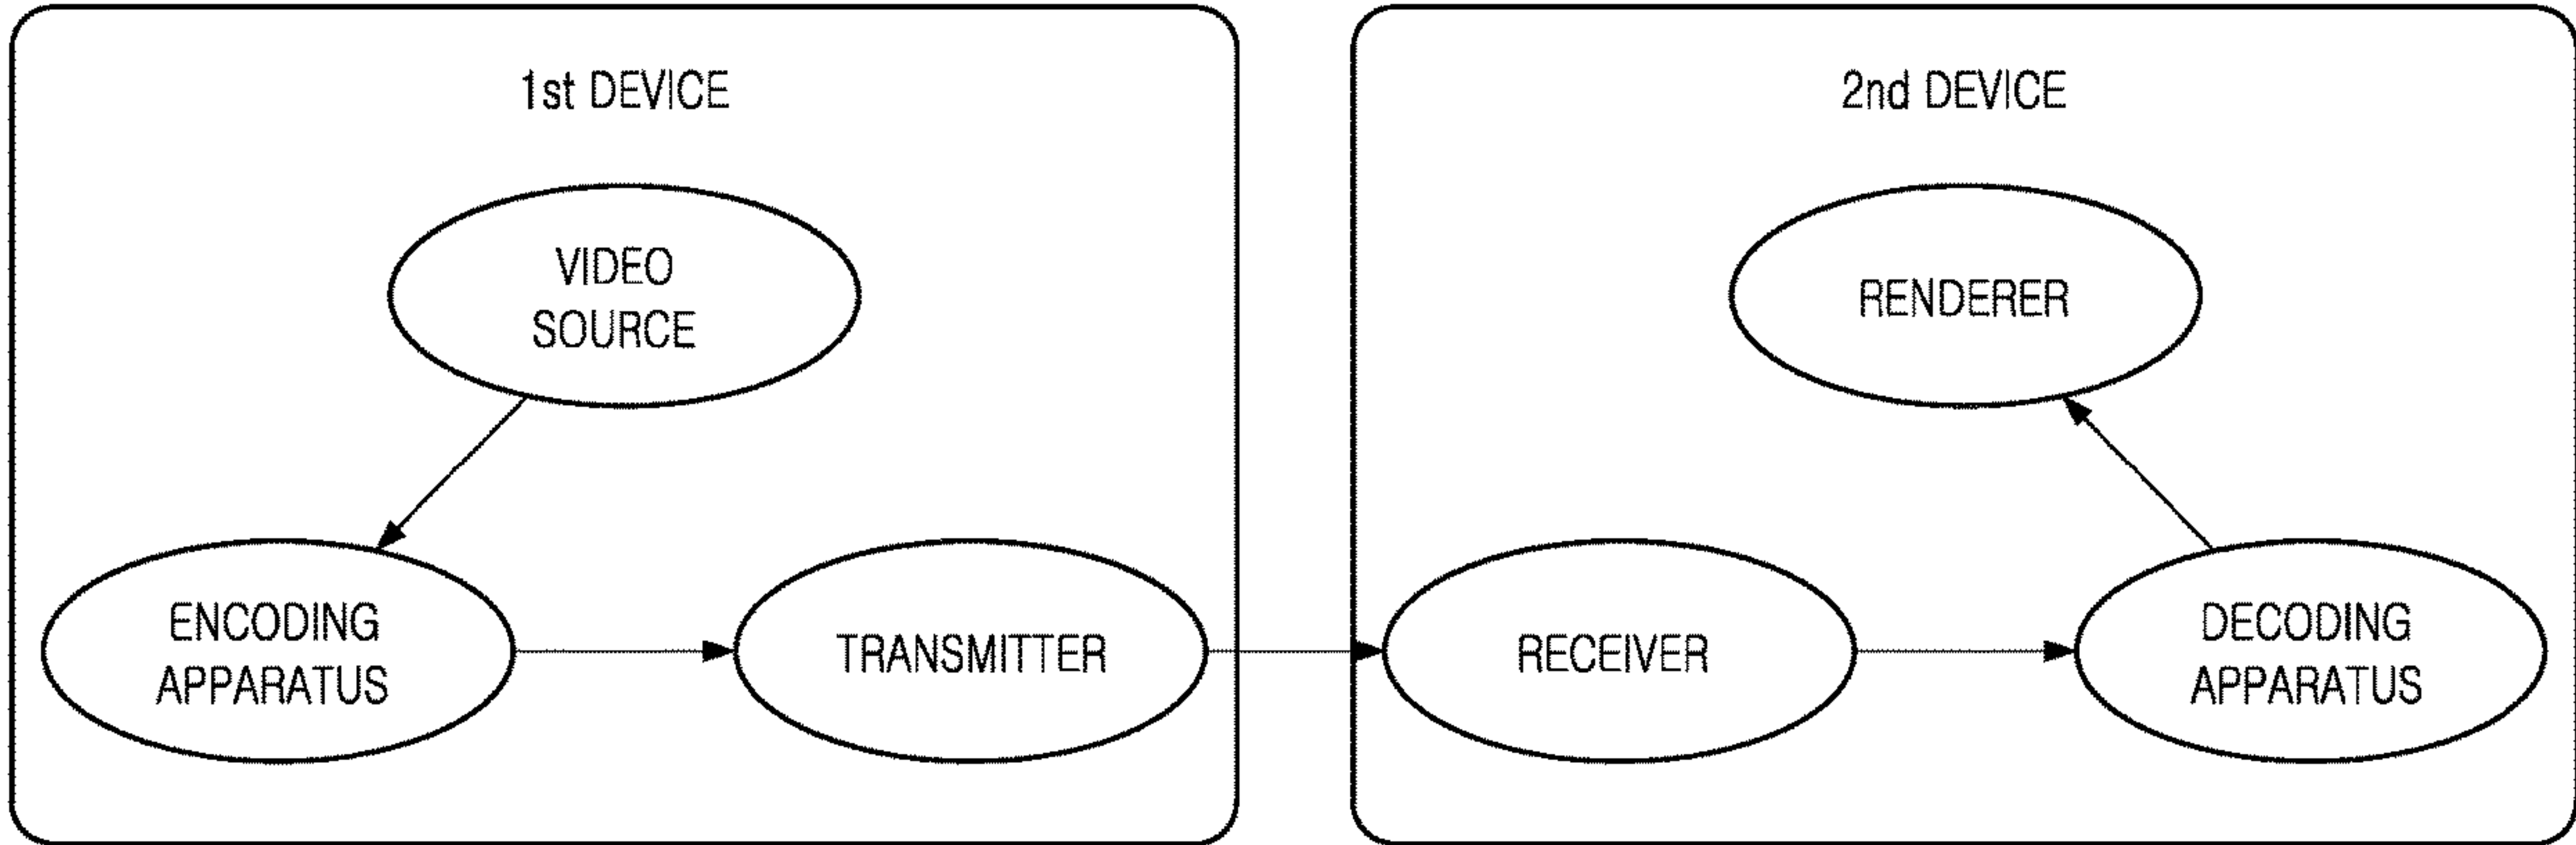 1st DEVICE
VIDEO
SOURCE
ENCODING
APPARATUS
TRANSMITTER
2nd DEVICE
RENDERER
RECEIVER
DECODING
APPARATUS